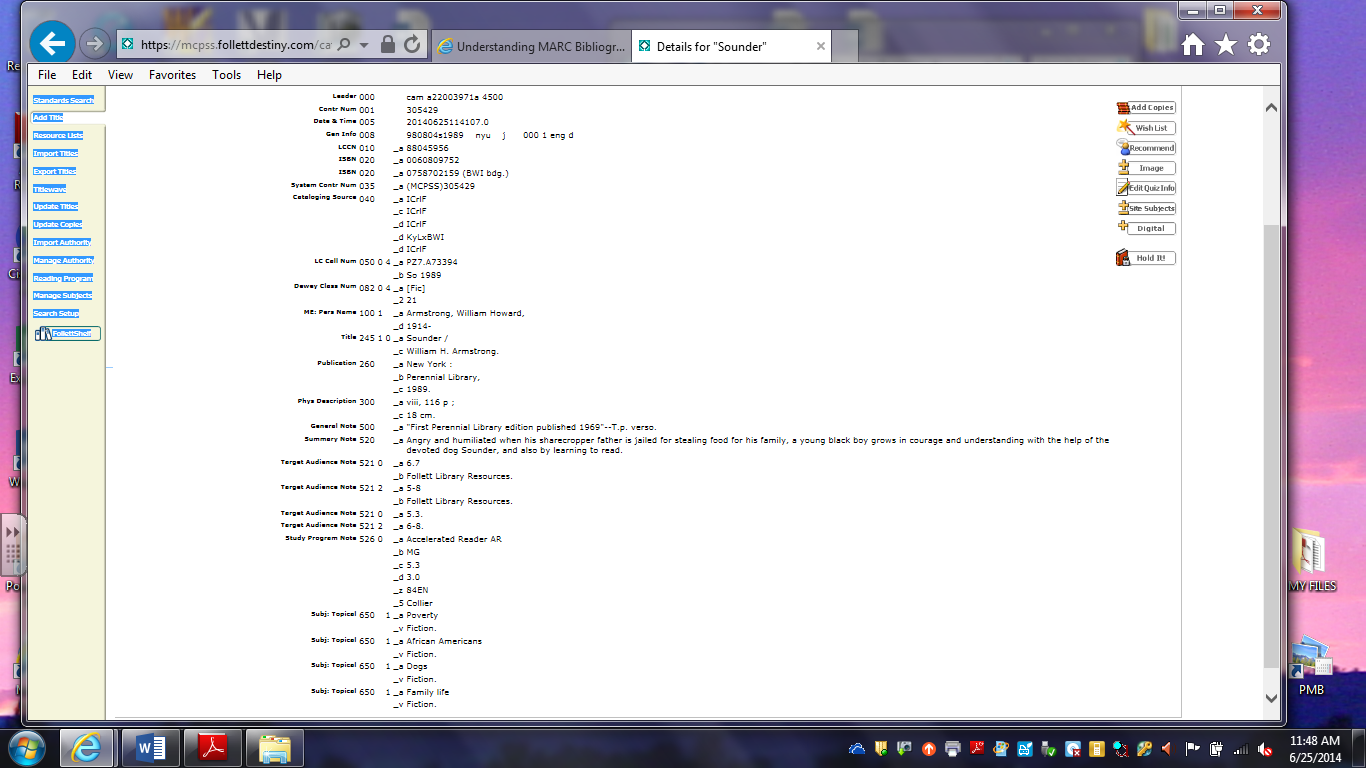 https://mcpss.follettdestiny.com/ca
Understanding MARC Bibliogr...
Details for "Sounder"
File Edit View Favorites Tools Help
Standards Search
Add Title
Resource Lists
Import Titles
Export Titles
Titlewave
Update Titles
Update Copies
Import Authority
Manage Authority
Reading Program
Manage Subjects
Search Setup
FollettShelf
Leader 000 cam a22003971a 4500
Contr Num 001 305429
Date & Time 005 20140625114107.0
Gen Info 008 980804s1989 nyu j 000 1 eng d
LCCN 010 _a 88045956
ISBN 020 _a 0060809752
ISBN 020 _a 0758702159 (BWI bdg.)
System Contr Num 035 _a (MCPSS)305429
Cataloging Source 040 _a ICrlF
_c ICrlF
_d ICrlF
_d KyLxBWI
_d ICrlF
LC Call Num 050 0 4 _a PZ7.A73394
_b So 1989
Dewey Class Num 082 0 4 _a [Fic]
_2 21
ME: Pers Name 100 1 _a Armstrong, William Howard,
_d 1914-
Title 245 1 0 _a Sounder /
_c William H. Armstrong.
Publication 260 _a New York :
_b Perennial Library,
_c 1989.
Phys Description 300 _a viii, 116 p ;
_c 18 cm.
General Note 500 _a "First Perennial Library edition published 1969"--T.p. verso.
Summary Note 520 _a Angry and humiliated when his sharecropper father is jailed for stealing food for his family, a young black boy grows in courage and understanding with the help of the
devoted dog Sounder, and also by learning to read.
Target Audience Note 521 0 _a 6.7
_b Follett Library Resources.
Target Audience Note 521 2 _a 5-8
_b Follett Library Resources.
Target Audience Note 521 0 _a 5.3.
Target Audience Note 521 2 _a 6-8.
Study Program Note 526 0 _a Accelerated Reader AR
_b MG
_c 5.3
_d 3.0
_z 84EN
_5 Collier
Subj: Topical 650 1 _a Poverty
_v Fiction.
Subj: Topical 650 1 _a African Americans
_v Fiction.
Subj: Topical 650 1 _a Dogs
_v Fiction.
Subj: Topical 650 1 _a Family life
_v Fiction.
Add Copies
Wish List
Recommend
Image
Edit Quiz Info
Site Subjects
Digital
Hold It!
MY FILES
PMB
11:48 AM
6/25/2014